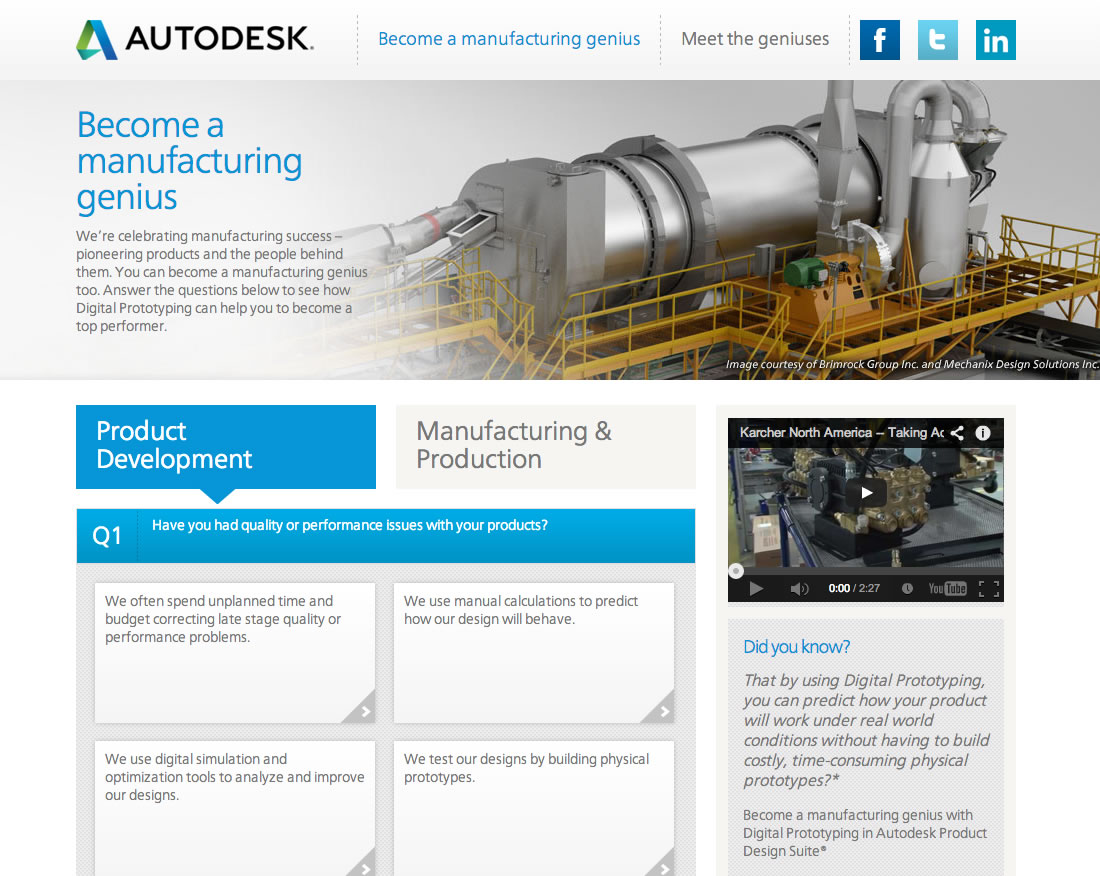 AUTODESK.
Become a manufacturing genius
Meet the geniuses
f
t
in
Become a
manufacturing
genius
We're celebrating manufacturing success –
pioneering products and the people behind
them. You can become a manufacturing genius
too. Answer the questions below to see how
Digital Prototyping can help you to become a
top performer.
Image courtesy of Brimrock Group Inc. and Mechanix Design Solutions Inc.
Product
Development
Manufacturing &
Production
Q1
Have you had quality or performance issues with your products?
We often spend unplanned time and
budget correcting late stage quality or
performance problems.
We use manual calculations to predict
how our design will behave.
We use digital simulation and
optimization tools to analyze and improve
our designs.
We test our designs by building physical
prototypes.
Karcher North America – Taking Ac
0:00 / 2:27
YouTube
Did you know?
That by using Digital Prototyping,
you can predict how your product
will work under real world
conditions without having to build
costly, time-consuming physical
prototypes?*
Become a manufacturing genius with
Digital Prototyping in Autodesk Product
Design Suite®